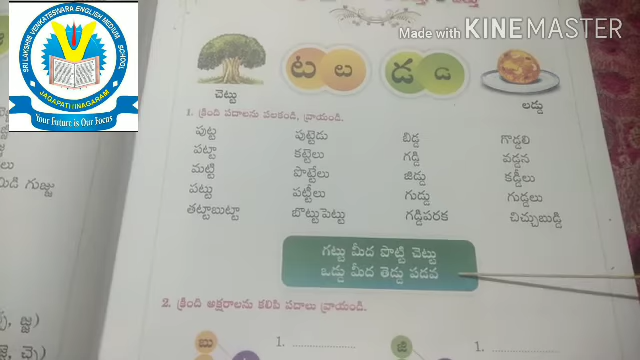 Made with KINEMASTER
SRI LAKSHMI VENKATESWARA ENGLISH MEDIUM SCHOOL
JAGAPATHINAGARAM
Your Future is Our Focus
చెట్టు
ట ట
డ డ
లడ్డు
1. క్రింది పదాలను పలకండి, వ్రాయండి.
పుట్ట పుట్టెడు బిడ్డ గొడ్డలి
పట్టా కట్టెలు గడ్డి వడ్డన
మట్టి పొట్టేలు జిడ్డు కడ్డీలు
పట్టు పట్టీలు గుడ్డు గుడ్డలు
తట్టాబుట్టా బొట్టుపెట్టు గడ్డిపరక చిచ్చుబుడ్డి
గట్టు మీద పొట్టి చెట్టు
ఒడ్డు మీద తెడ్డు పడవ
2. క్రింది అక్షరాలను కలిపి పదాలు వ్రాయండి.
బు 1. ................ జి 1. ................